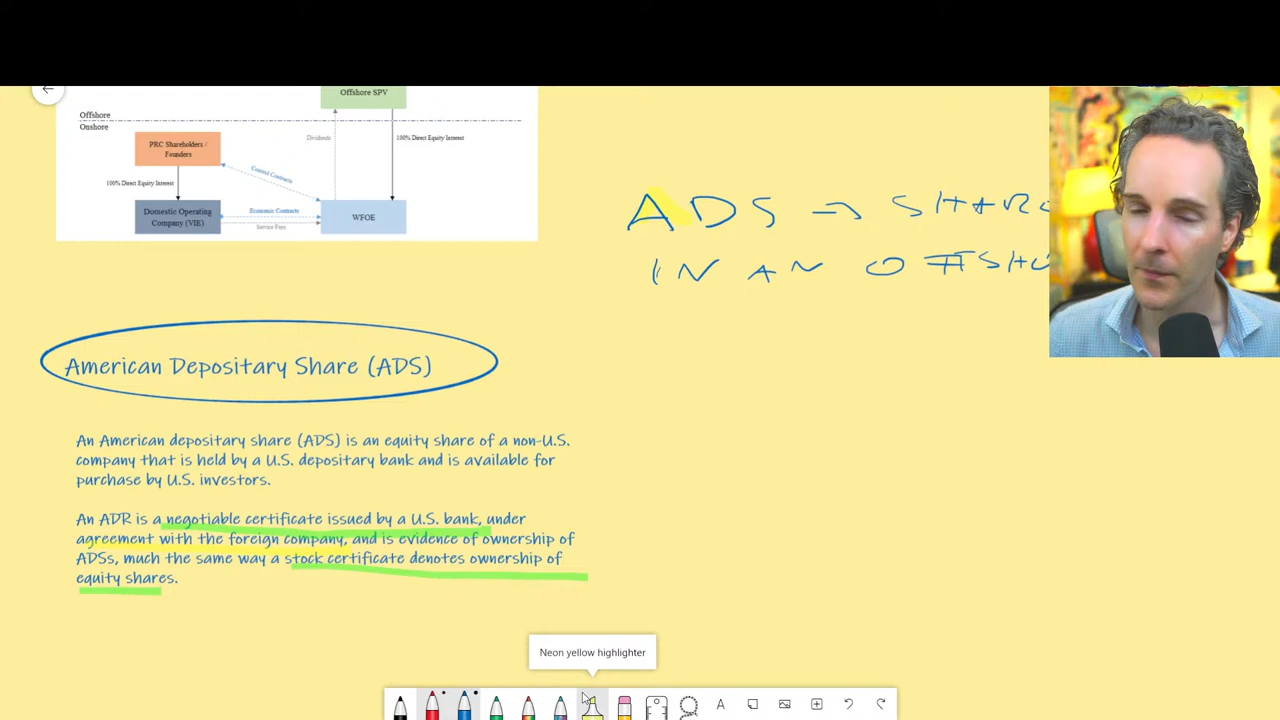 Offshore SPV
Offshore
Onshore
Dividends
100% Direct Equity Interest
PRC Shareholders /
Founders
Control Contracts
100% Direct Equity Interest
Domestic Operating
Company (VIE)
Economic Contracts
Service Fees
WFOE
ADS → SHARE
IN AN OFFSHO
American Depositary Share (ADS)
An American depositary share (ADS) is an equity share of a non-U.S.
company that is held by a U.S. depositary bank and is available for
purchase by U.S. investors.
An ADR is a negotiable certificate issued by a U.S. bank, under
agreement with the foreign company, and is evidence of ownership of
ADSs, much the same way a stock certificate denotes ownership of
equity shares.
Neon yellow highlighter
A